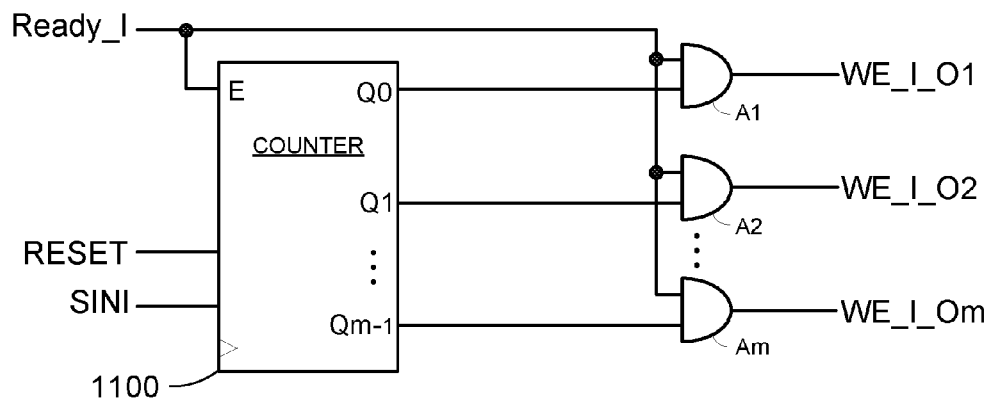 Ready_I
E
Q0
COUNTER
Q1
Qm-1
RESET
SINI
1100
A1
WE_I_O1
A2
WE_I_O2
Am
WE_I_Om